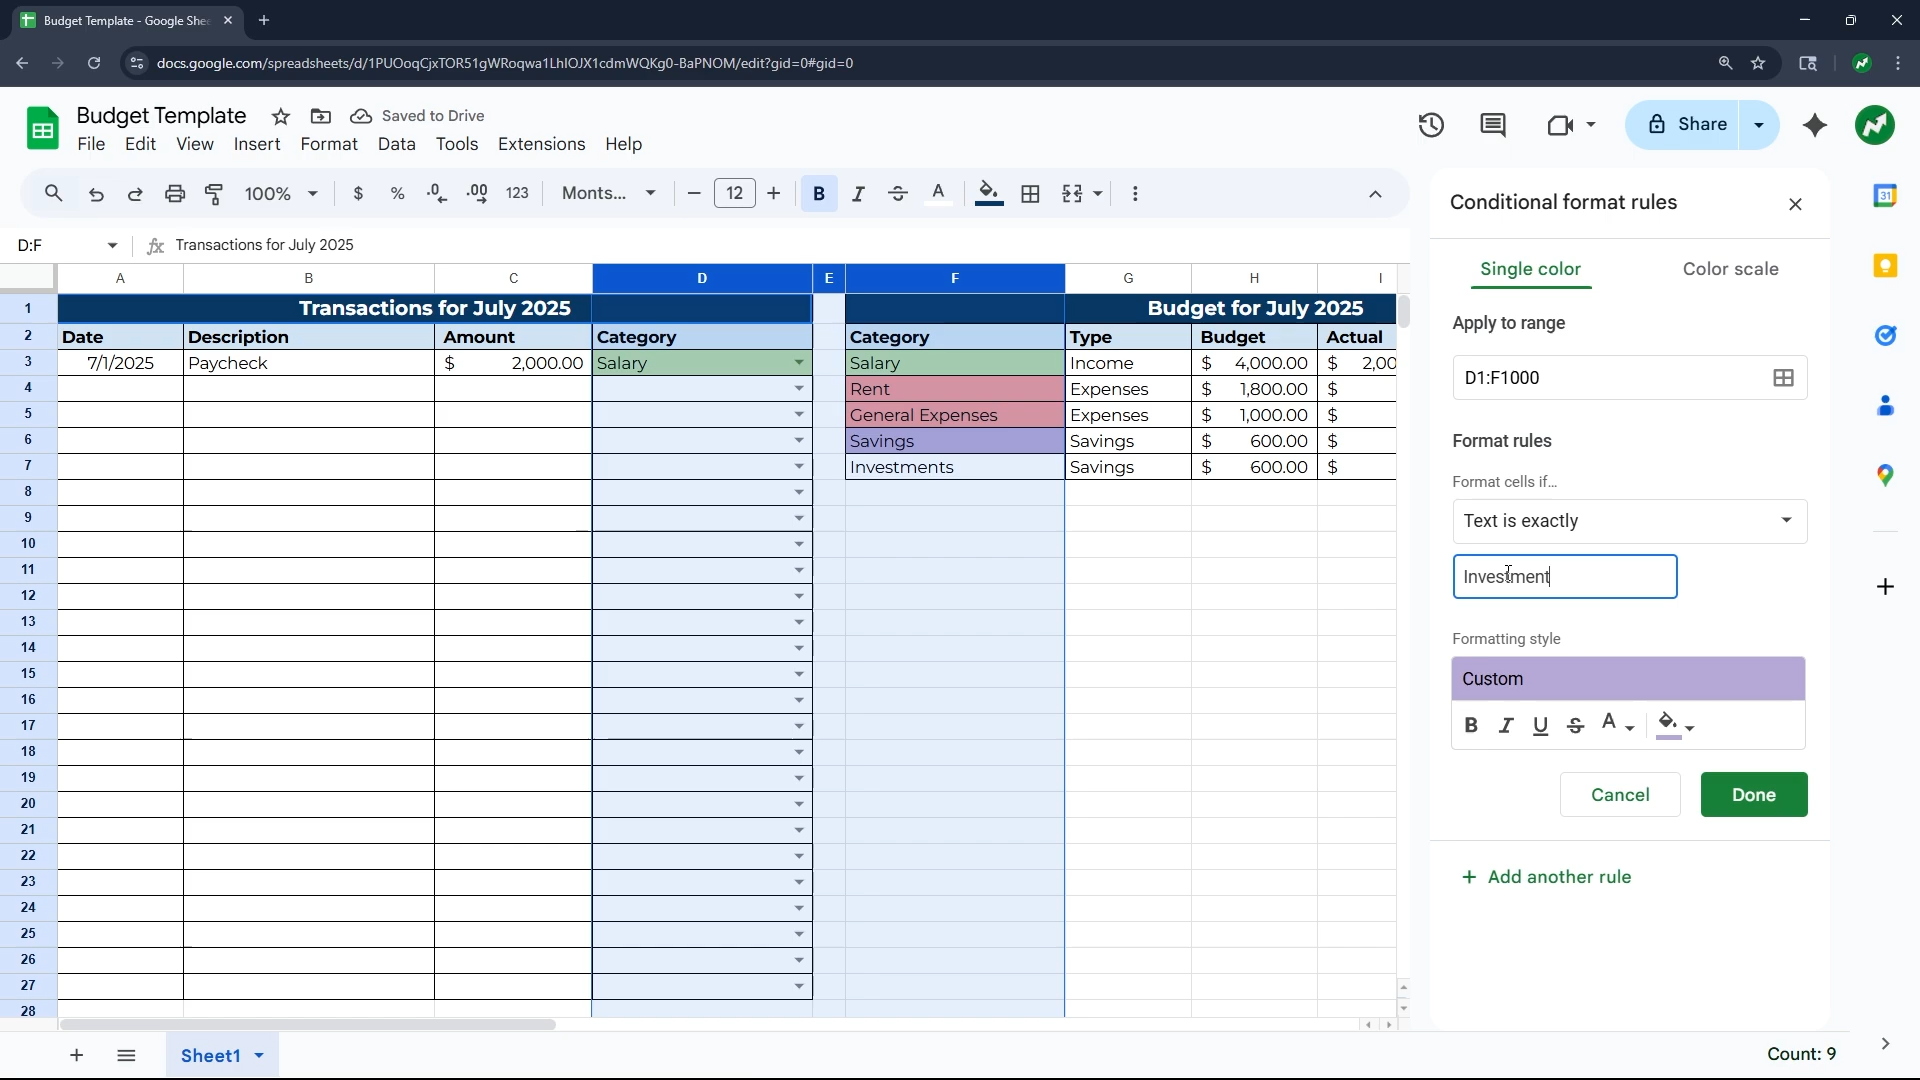 Budget Template - Google She
docs.google.com/spreadsheets/d/1PUOoqCjxTOR51gWRoqwa1LhIOJX1cdmWQKg0-BaPNOM/edit?gid=0#gid=0
Budget Template Saved to Drive
File Edit View Insert Format Data Tools Extensions Help
Share
100% $ % .0 .00 123 Monts... 12 B I S A
D:F fx Transactions for July 2025
A B C D E F G H I
1 Transactions for July 2025 Budget for July 2025
2 Date Description Amount Category Category Type Budget Actual
3 7/1/2025 Paycheck $ 2,000.00 Salary Salary Income $ 4,000.00 $ 2,00
4 Rent Expenses $ 1,800.00 $
5 General Expenses Expenses $ 1,000.00 $
6 Savings Savings $ 600.00 $
7 Investments Savings $ 600.00 $
8
9
10
11
12
13
14
15
16
17
18
19
20
21
22
23
24
25
26
27
28
Sheet1
Count: 9
Conditional format rules
Single color Color scale
Apply to range
D1:F1000
Format rules
Format cells if...
Text is exactly
Investment
Formatting style
Custom
B I U S A
Cancel Done
+ Add another rule
31